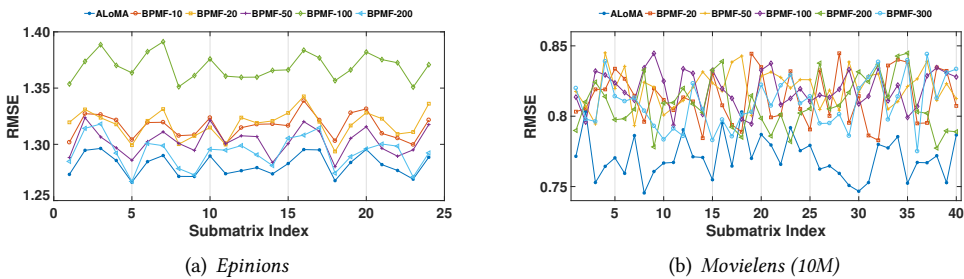 ALoMA BPMF-10 BPMF-20 BPMF-50 BPMF-100 BPMF-200
RMSE
1.40
1.35
1.30
1.25
0 5 10 15 20 25
Submatrix Index
(a) Epinions
ALoMA BPMF-20 BPMF-50 BPMF-100 BPMF-200 BPMF-300
RMSE
0.85
0.8
0.75
5 10 15 20 25 30 35 40
Submatrix Index
(b) Movielens (10M)